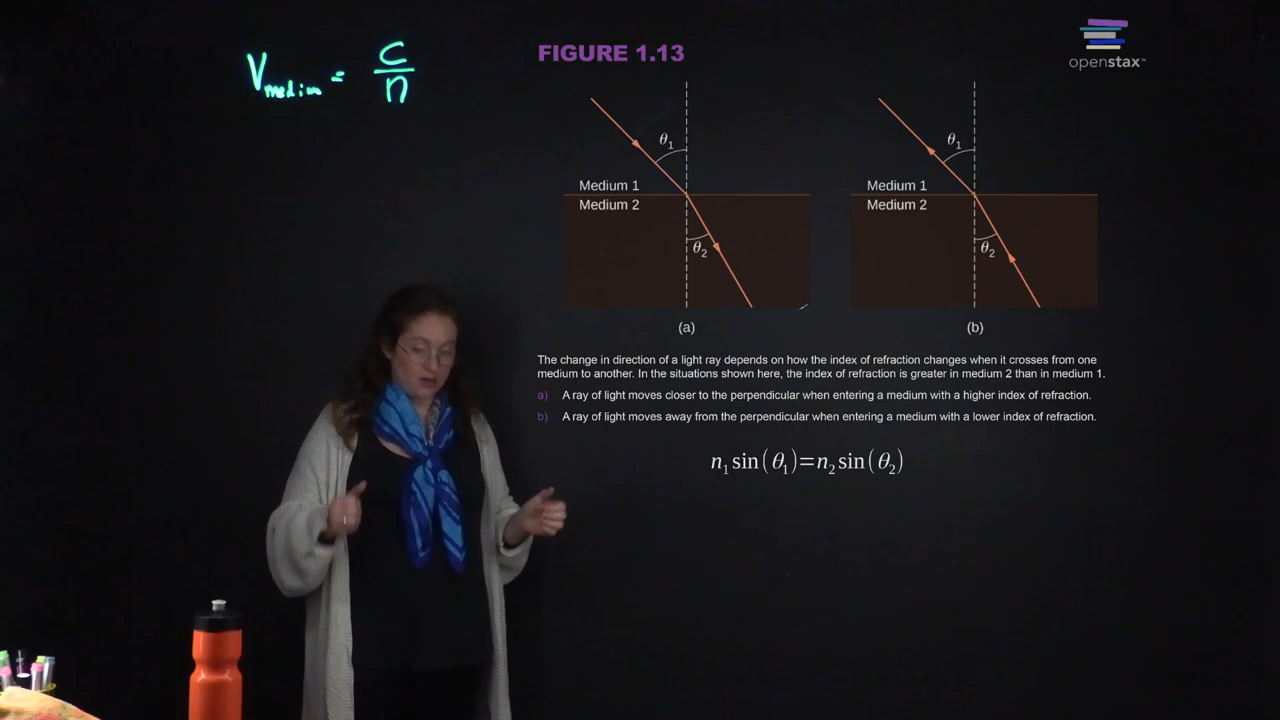 V medium = c/n
FIGURE 1.13
openstax™
θ1
Medium 1
Medium 2
θ2
(a)
θ1
Medium 1
Medium 2
θ2
(b)
The change in direction of a light ray depends on how the index of refraction changes when it crosses from one
medium to another. In the situations shown here, the index of refraction is greater in medium 2 than in medium 1.
a) A ray of light moves closer to the perpendicular when entering a medium with a higher index of refraction.
b) A ray of light moves away from the perpendicular when entering a medium with a lower index of refraction.
n1 sin(θ1)=n2 sin(θ2)